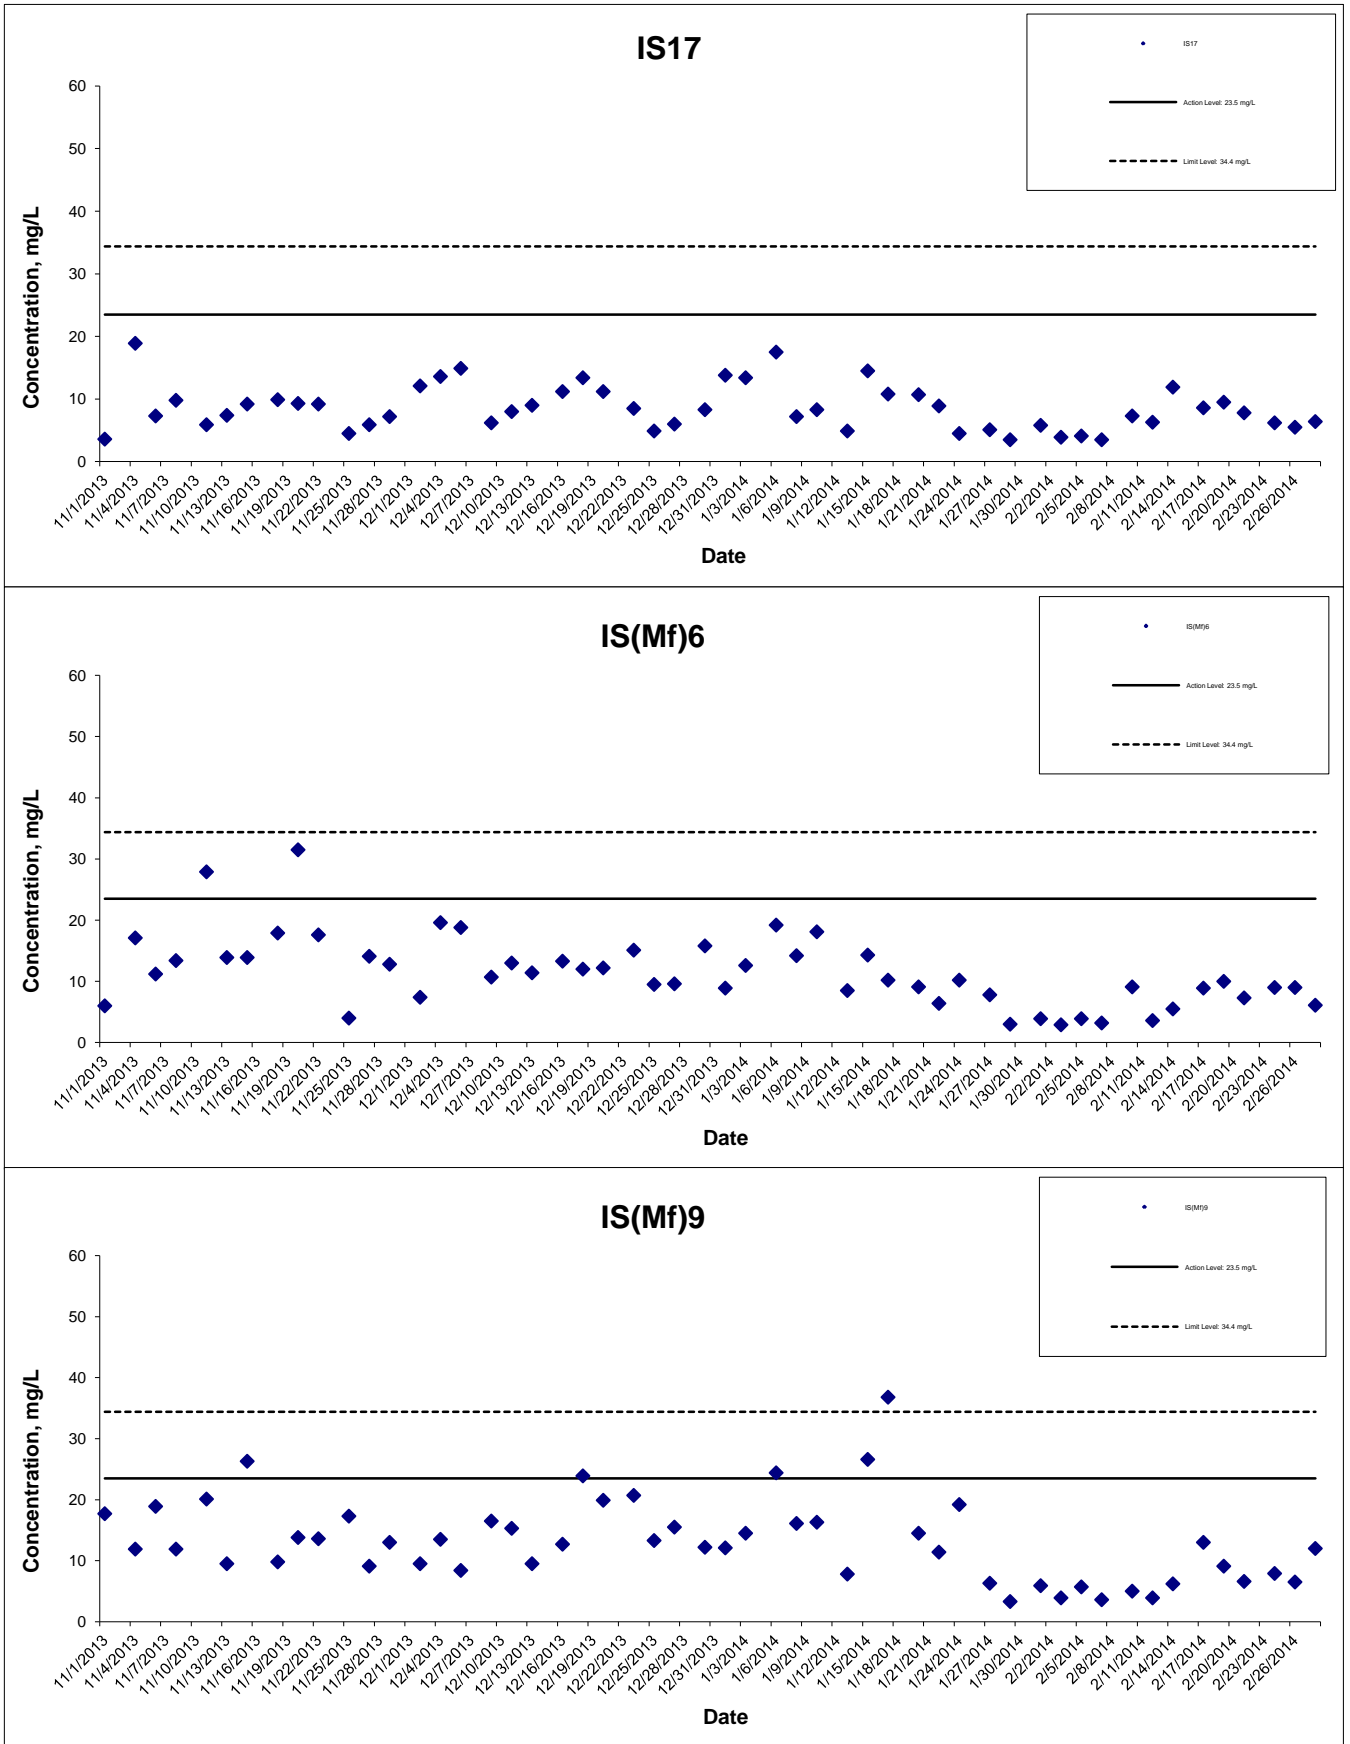 IS17
IS17
Action Level: 23.5 mg/L
Limit Level: 34.4 mg/L
Concentration, mg/L
60
50
40
30
20
10
0
11/1/2013 11/4/2013 11/7/2013 11/10/2013 11/13/2013 11/16/2013 11/19/2013 11/22/2013 11/25/2013 11/28/2013 12/1/2013 12/4/2013 12/7/2013 12/10/2013 12/13/2013 12/16/2013 12/19/2013 12/22/2013 12/25/2013 12/28/2013 12/31/2013 1/3/2014 1/6/2014 1/9/2014 1/12/2014 1/15/2014 1/18/2014 1/21/2014 1/24/2014 1/27/2014 1/30/2014 2/2/2014 2/5/2014 2/8/2014 2/11/2014 2/14/2014 2/17/2014 2/20/2014 2/23/2014 2/26/2014
Date
IS(Mf)6
IS(Mf)6
Action Level: 23.5 mg/L
Limit Level: 34.4 mg/L
Concentration, mg/L
60
50
40
30
20
10
0
11/1/2013 11/4/2013 11/7/2013 11/10/2013 11/13/2013 11/16/2013 11/19/2013 11/22/2013 11/25/2013 11/28/2013 12/1/2013 12/4/2013 12/7/2013 12/10/2013 12/13/2013 12/16/2013 12/19/2013 12/22/2013 12/25/2013 12/28/2013 12/31/2013 1/3/2014 1/6/2014 1/9/2014 1/12/2014 1/15/2014 1/18/2014 1/21/2014 1/24/2014 1/27/2014 1/30/2014 2/2/2014 2/5/2014 2/8/2014 2/11/2014 2/14/2014 2/17/2014 2/20/2014 2/23/2014 2/26/2014
Date
IS(Mf)9
IS(Mf)9
Action Level: 23.5 mg/L
Limit Level: 34.4 mg/L
Concentration, mg/L
60
50
40
30
20
10
0
11/1/2013 11/4/2013 11/7/2013 11/10/2013 11/13/2013 11/16/2013 11/19/2013 11/22/2013 11/25/2013 11/28/2013 12/1/2013 12/4/2013 12/7/2013 12/10/2013 12/13/2013 12/16/2013 12/19/2013 12/22/2013 12/25/2013 12/28/2013 12/31/2013 1/3/2014 1/6/2014 1/9/2014 1/12/2014 1/15/2014 1/18/2014 1/21/2014 1/24/2014 1/27/2014 1/30/2014 2/2/2014 2/5/2014 2/8/2014 2/11/2014 2/14/2014 2/17/2014 2/20/2014 2/23/2014 2/26/2014
Date